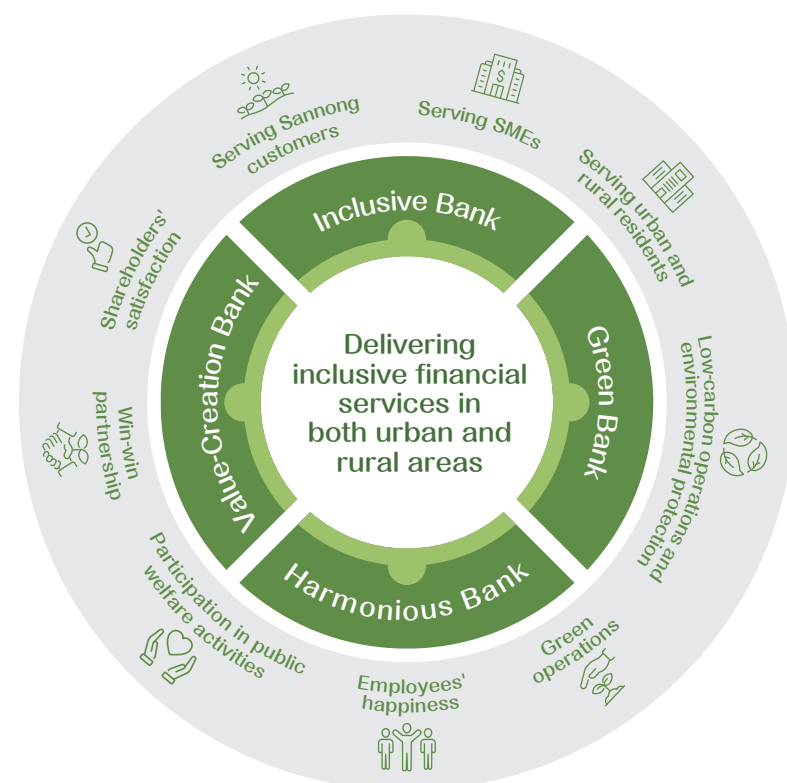 Serving Sannong
customers
Serving SMEs
Serving urban and
rural residents
Low-carbon operations and
environmental protection
Green
operations
Employees'
happiness
Participation in public
welfare activities
Win-win
partnership
Shareholders'
satisfaction
Inclusive Bank
Green Bank
Harmonious Bank
Value-Creation Bank
Delivering
inclusive financial
services in
both urban and
rural areas
$